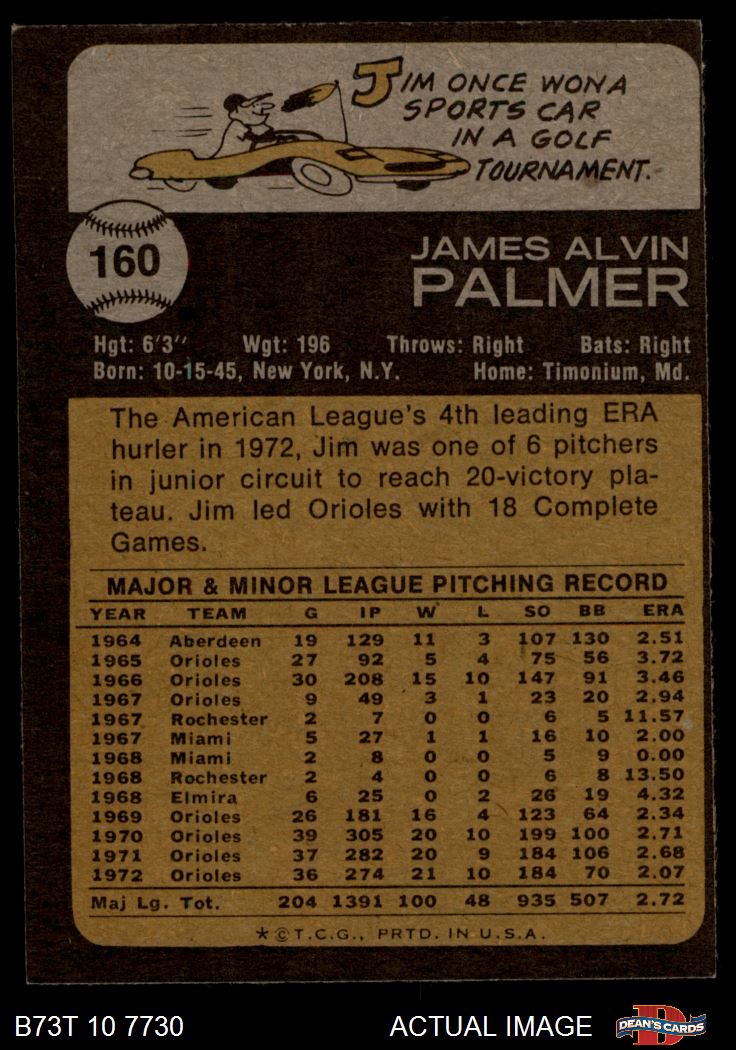 JIM ONCE WON A
SPORTS CAR
IN A GOLF
TOURNAMENT.
160
JAMES ALVIN
PALMER
Hgt: 6'3" Wgt: 196 Throws: Right Bats: Right
Born: 10-15-45, New York, N.Y. Home: Timonium, Md.
The American League's 4th leading ERA
hurler in 1972, Jim was one of 6 pitchers
in junior circuit to reach 20-victory pla-
teau. Jim led Orioles with 18 Complete
Games.
MAJOR & MINOR LEAGUE PITCHING RECORD
YEAR TEAM G IP W L SO BB ERA
1964 Aberdeen 19 129 11 3 107 130 2.51
1965 Orioles 27 92 5 4 75 56 3.72
1966 Orioles 30 208 15 10 147 91 3.46
1967 Orioles 9 49 3 1 23 20 2.94
1967 Rochester 2 7 0 0 6 5 11.57
1967 Miami 5 27 1 1 16 10 2.00
1968 Miami 2 8 0 0 5 9 0.00
1968 Rochester 2 4 0 0 6 8 13.50
1968 Elmira 6 25 0 2 26 19 4.32
1969 Orioles 26 181 16 4 123 64 2.34
1970 Orioles 39 305 20 10 199 100 2.71
1971 Orioles 37 282 20 9 184 106 2.68
1972 Orioles 36 274 21 10 184 70 2.07
Maj Lg. Tot. 204 1391 100 48 935 507 2.72
*©T.C.G., PRTD. IN U.S.A.
B73T 10 7730 ACTUAL IMAGE D DEAN'S CARDS